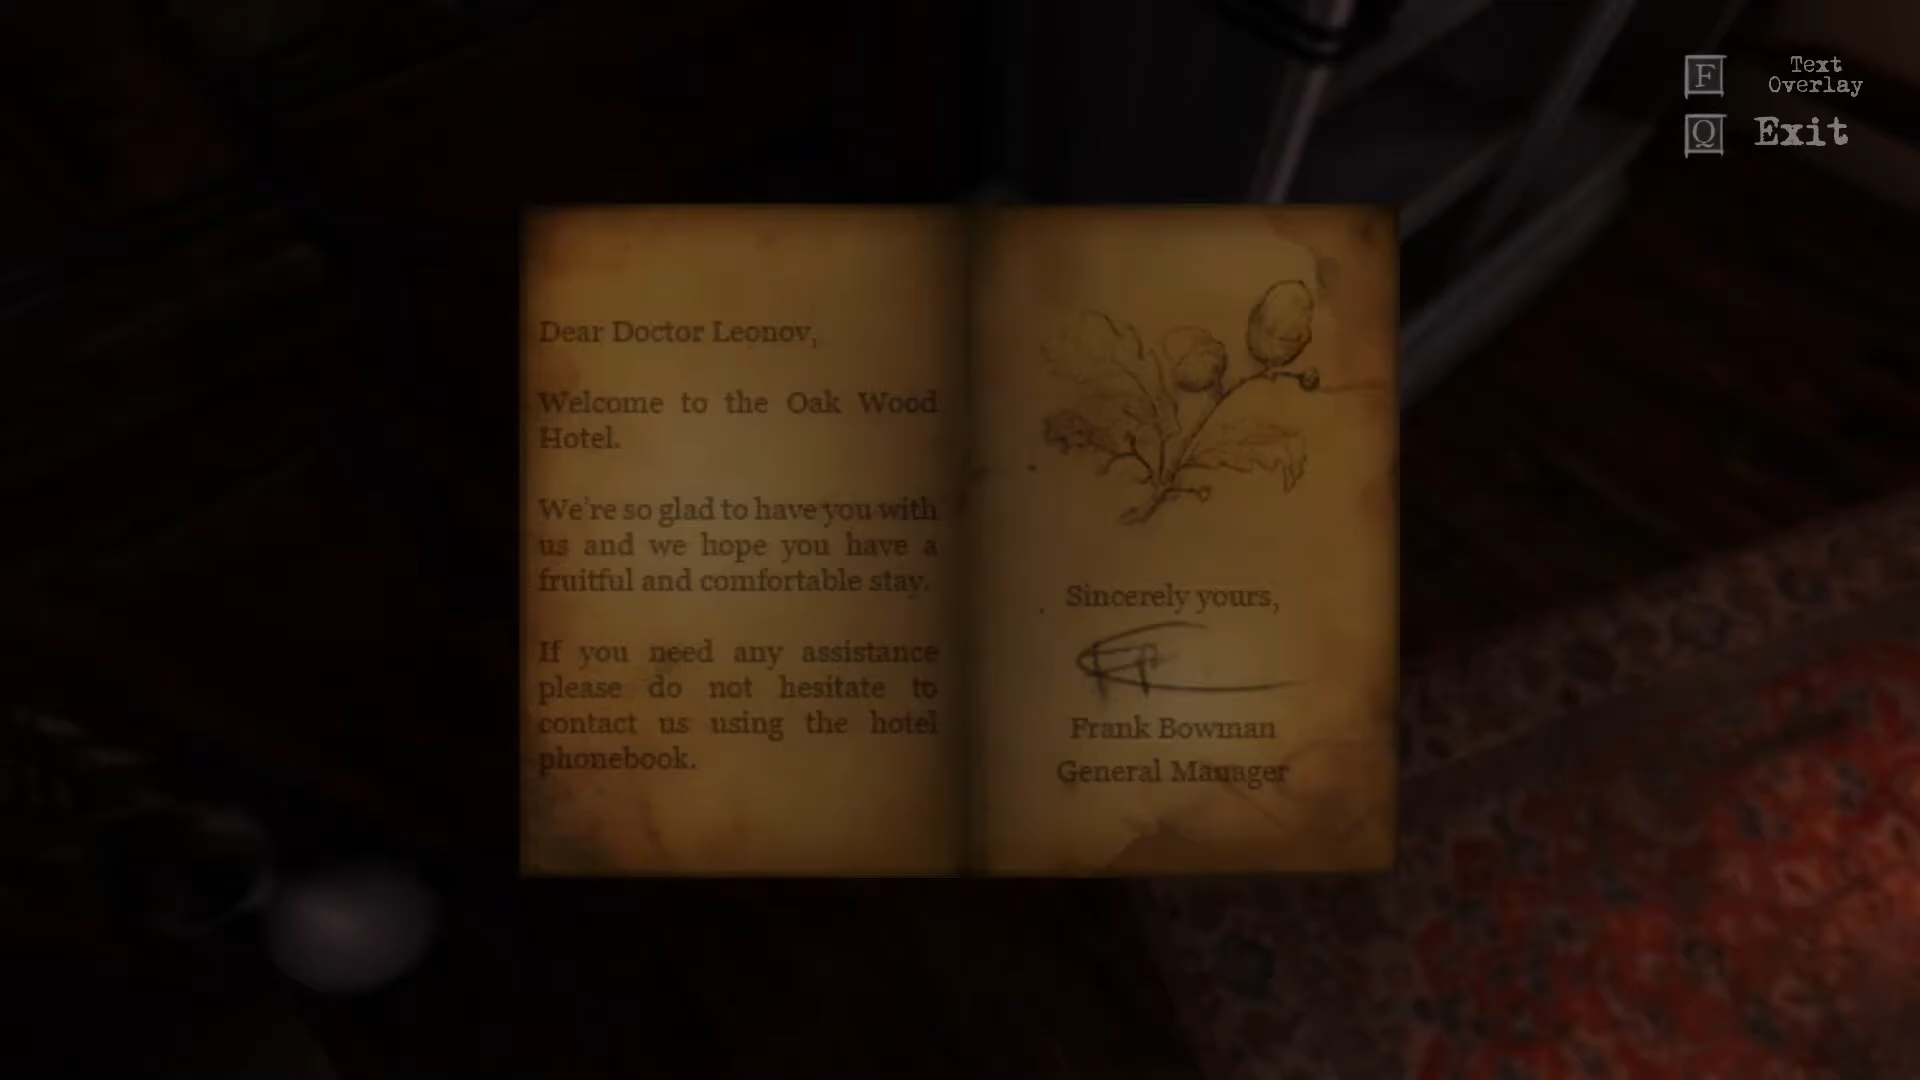 F Text
Overlay
Q Exit
Dear Doctor Leonov,
Welcome to the Oak Wood
Hotel.
We're so glad to have you with
us and we hope you have a
fruitful and comfortable stay.
If you need any assistance
please do not hesitate to
contact us using the hotel
phonebook.
Sincerely yours,
Frank Bowman
General Manager